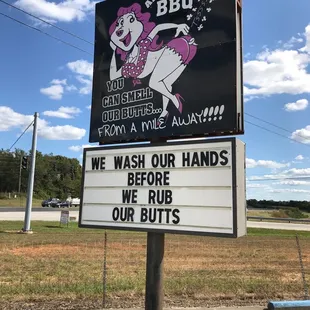 BBQ
YOU
CAN SMELL
OUR BUTTS...
FROM A MILE AWAY!!!!!
WE WASH OUR HANDS
BEFORE
WE RUB
OUR BUTTS